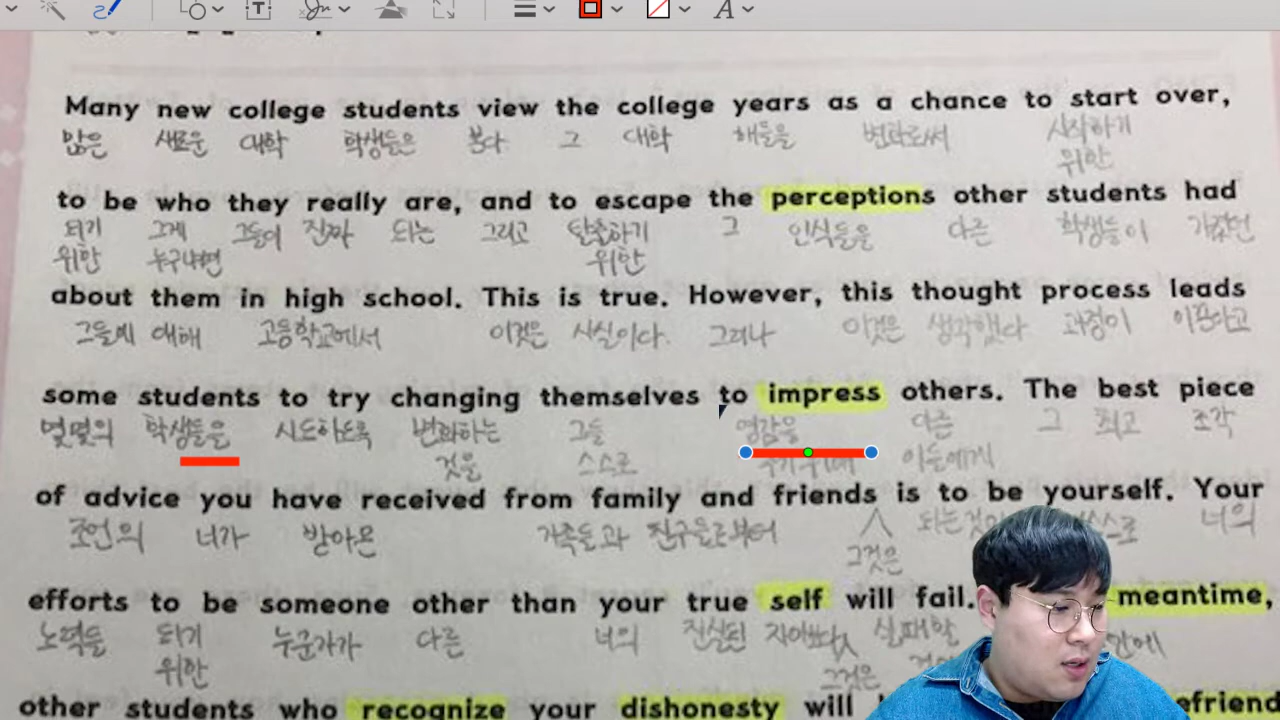 Many new college students view the college years as a chance to start over,
많은 새로운 대학 학생들은 본다 그 대학 해들을 변화로써 시작하기
위한
to be who they really are, and to escape the perceptions other students had
되기 그게 그들이 진짜 되는 그리고 탈출하기 그 인식들을 다른 학생들이 가졌던
위한 누구냐면 위한
about them in high school. This is true. However, this thought process leads
그들에 대해 고등학교에서 이것은 사실이다. 그러나 이것은 생각했다 과정이 이끈다고
some students to try changing themselves to impress others. The best piece
몇몇의 학생들을 시도하도록 변화하는 그들 영감을 다른 그 최고 조각
것을 스스로 이들에게
of advice you have received from family and friends is to be yourself. Your
조언의 너가 받아온 가족들과 친구들로부터 되는것 너의
그것은
efforts to be someone other than your true self will fail. meantime,
노력들 되기 누군가가 다른 너의 진실된 자아보다 실패할 안에
위한 그것은
other students who recognize your dishonesty will efriend